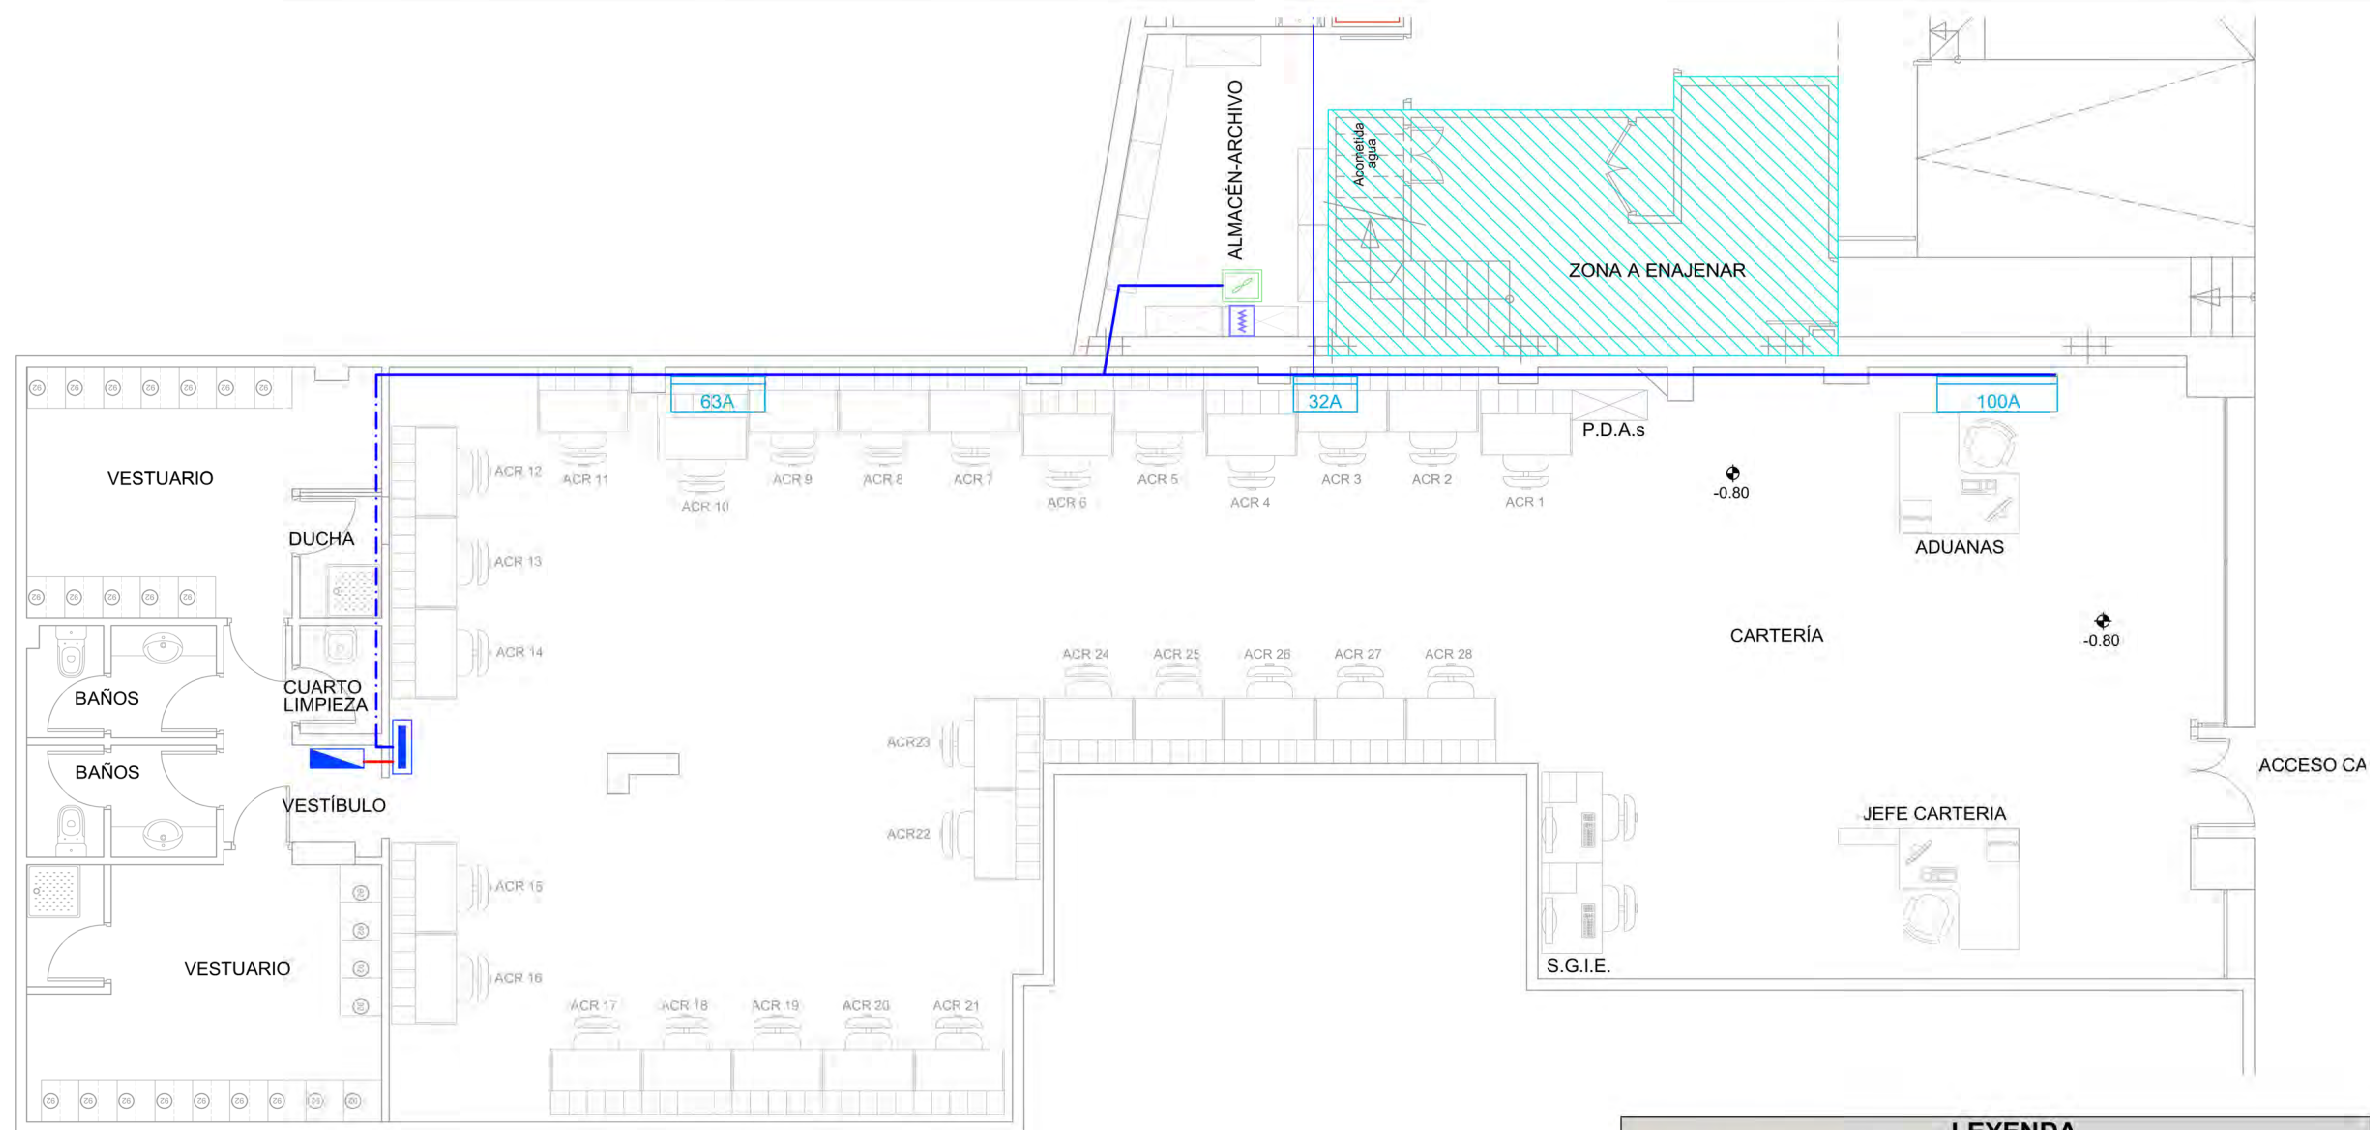 ALMACÉN-ARCHIVO
Acometida
agua
ZONA A ENAJENAR
63A
32A
100A
P.D.A.s
VESTUARIO
ACR 12
ACR 11
ACR 10
ACR 9
ACR 8
ACR 7
ACR 6
ACR 5
ACR 4
ACR 3
ACR 2
ACR 1
-0.80
DUCHA
ACR 13
ADUANAS
CARTERÍA
-0.80
ACR 14
ACR 24
ACR 25
ACR 26
ACR 27
ACR 28
CUARTO
LIMPIEZA
BAÑOS
ACR23
BAÑOS
ACCESO CA
VESTÍBULO
JEFE CARTERIA
ACR22
ACR 15
VESTUARIO
S.G.I.E.
ACR 16
ACR 17
ACR 18
ACR 19
ACR 20
ACR 21
LEYENDA